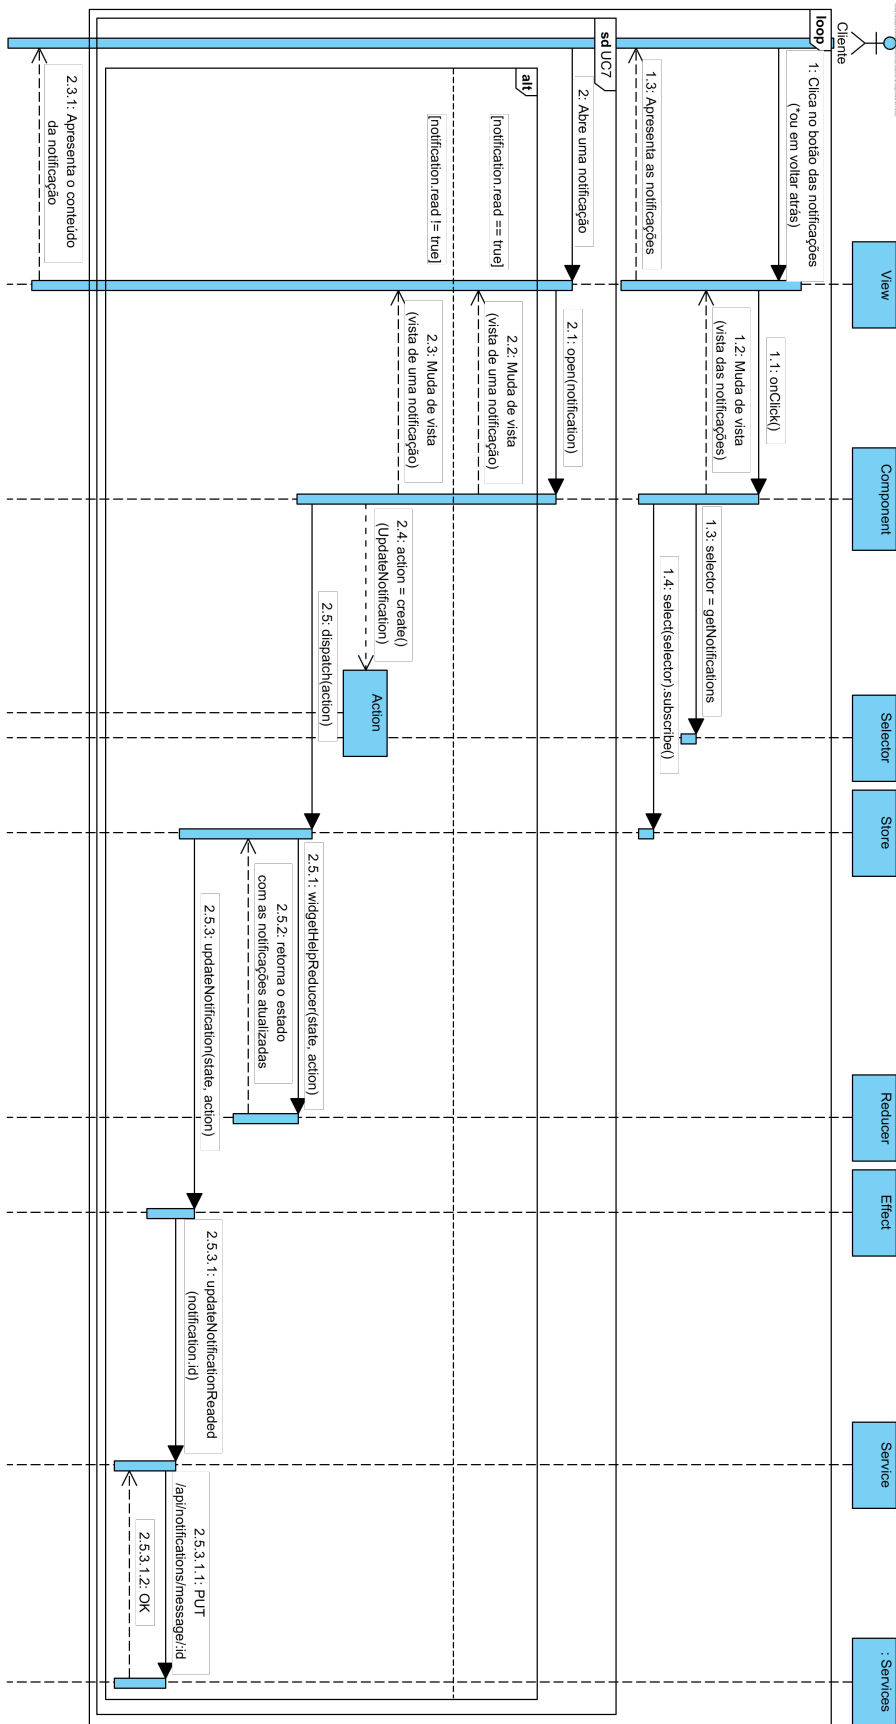 Cliente
View
Component
Selector
Store
Reducer
Effect
Service
: Services
loop
1: Clica no botão das notificações
(*ou em voltar atrás)
1.1: onClick()
1.2: Muda de vista
(vista das notificações)
1.3: selector = getNotifications
1.4: select(selector).subscribe()
1.3: Apresenta as notificações
sd UC7
2: Abre uma notificação
2.1: open(notification)
alt
[notification.read == true]
2.2: Muda de vista
(vista de uma notificação)
[notification.read != true]
2.3: Muda de vista
(vista de uma notificação)
2.4: action = create()
(UpdateNotification)
Action
2.5: dispatch(action)
2.5.1: widgetHelpReducer(state, action)
2.5.2: retorna o estado
com as notificações atualizadas
2.5.3: updateNotification(state, action)
2.5.3.1: updateNotificationReaded
(notification.id)
2.5.3.1.1: PUT
/api/notifications/message/:id
2.5.3.1.2: OK
2.3.1: Apresenta o conteúdo
da notificação